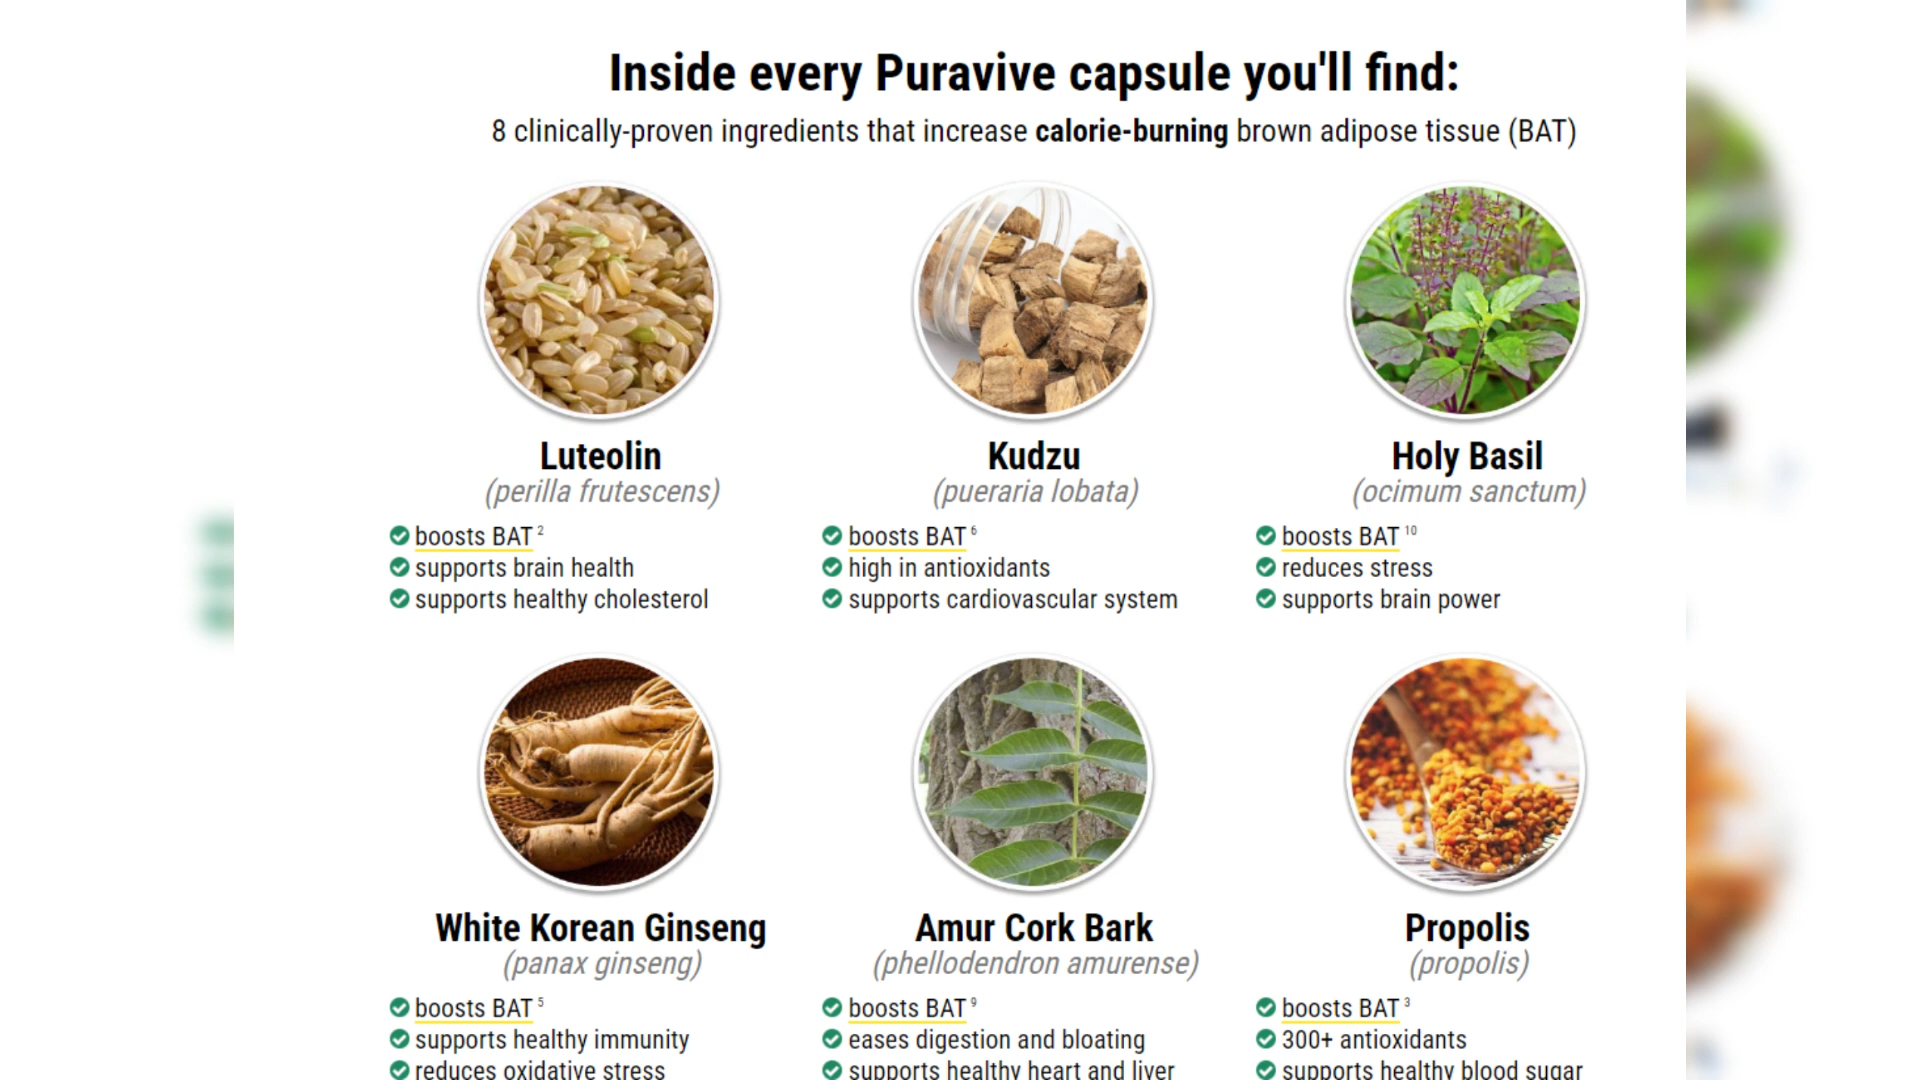 Inside every Puravive capsule you'll find:
8 clinically-proven ingredients that increase calorie-burning brown adipose tissue (BAT)
Luteolin
(perilla frutescens)
boosts BAT 2
supports brain health
supports healthy cholesterol
Kudzu
(pueraria lobata)
boosts BAT 6
high in antioxidants
supports cardiovascular system
Holy Basil
(ocimum sanctum)
boosts BAT 10
reduces stress
supports brain power
White Korean Ginseng
(panax ginseng)
boosts BAT 5
supports healthy immunity
reduces oxidative stress
Amur Cork Bark
(phellodendron amurense)
boosts BAT 9
eases digestion and bloating
supports healthy heart and liver
Propolis
(propolis)
boosts BAT 3
300+ antioxidants
supports healthy blood sugar